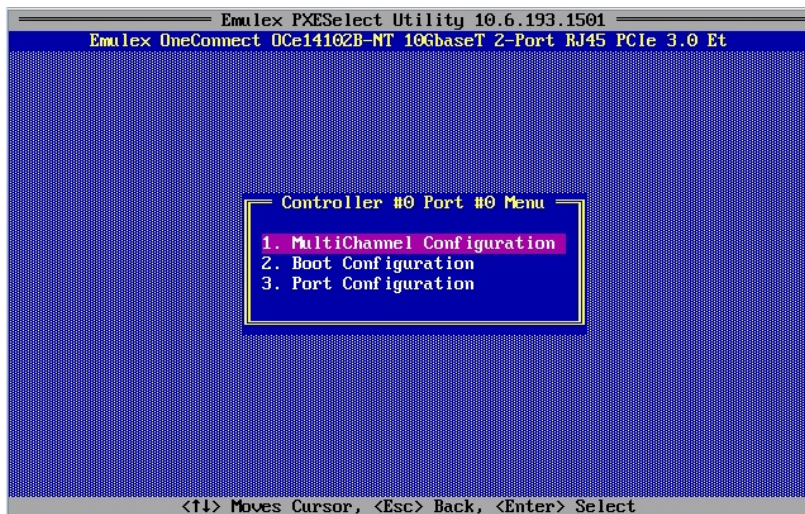 Emulex PXESelect Utility 10.6.193.1501
Emulex OneConnect OCe14102B-NT 10GbaseT 2-Port RJ45 PCIe 3.0 Et
Controller #0 Port #0 Menu
1. MultiChannel Configuration
2. Boot Configuration
3. Port Configuration
<↑↓> Moves Cursor, <Esc> Back, <Enter> Select